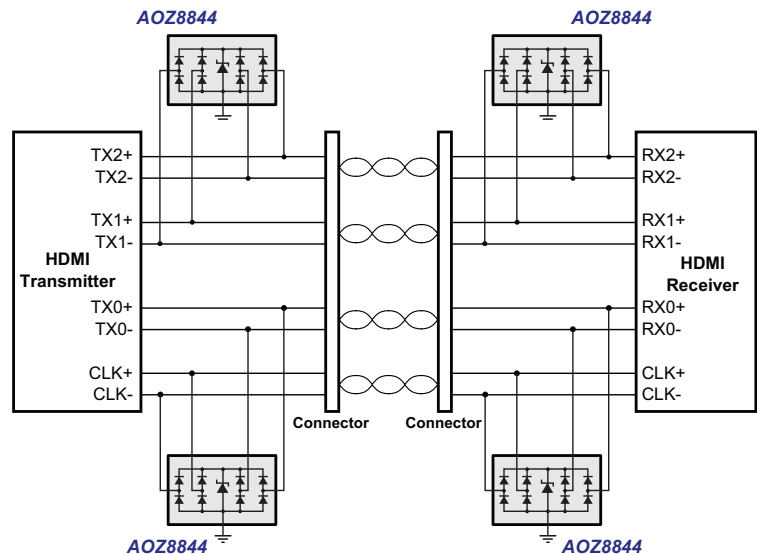 AOZ8844
AOZ8844
TX2+
TX2-
TX1+
TX1-
HDMI
Transmitter
TX0+
TX0-
CLK+
CLK-
RX2+
RX2-
RX1+
RX1-
HDMI
Receiver
RX0+
RX0-
CLK+
CLK-
Connector
Connector
AOZ8844
AOZ8844